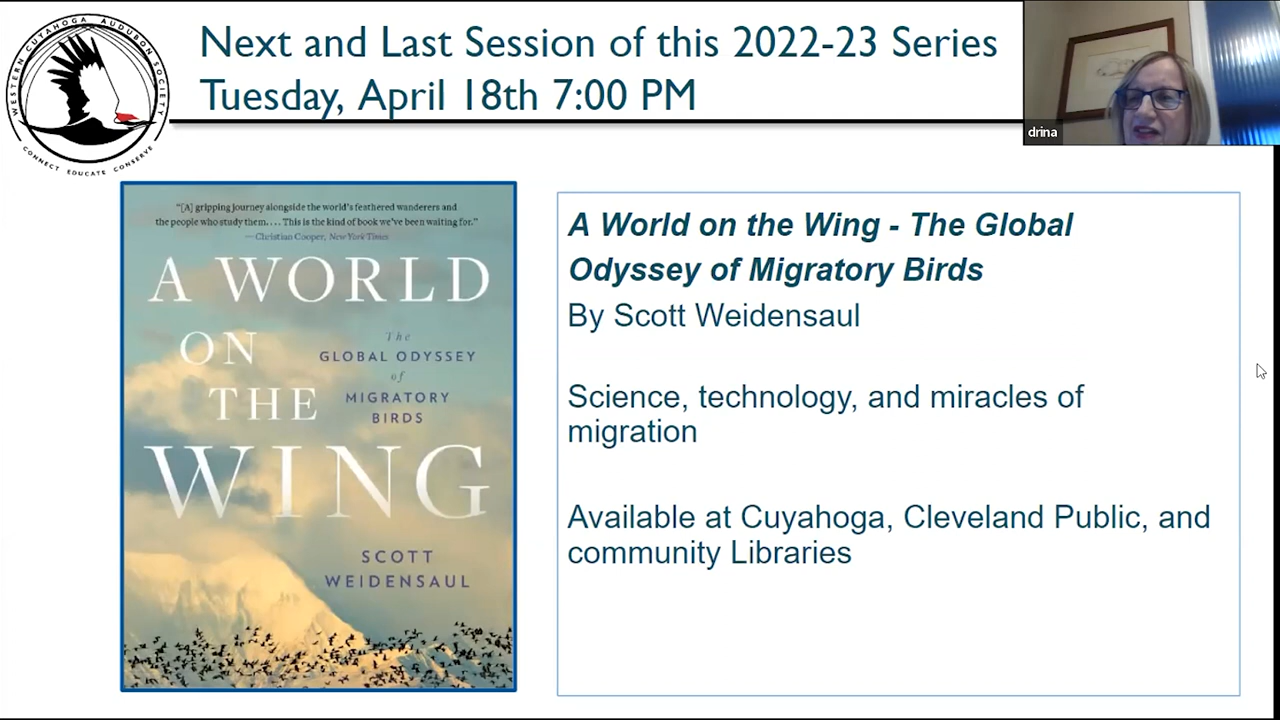 WESTERN CUYAHOGA AUDUBON SOCIETY
CONNECT EDUCATE CONSERVE
Next and Last Session of this 2022-23 Series
Tuesday, April 18th 7:00 PM
drina
“[A] gripping journey alongside the world's feathered wanderers and
the people who study them. . . . This is the kind of book we've been waiting for.”
—Christian Cooper, New York Times
A WORLD
ON
THE
WING
The
GLOBAL ODYSSEY
of
MIGRATORY
BIRDS
SCOTT
WEIDENSAUL
A World on the Wing - The Global
Odyssey of Migratory Birds
By Scott Weidensaul
Science, technology, and miracles of
migration
Available at Cuyahoga, Cleveland Public, and
community Libraries